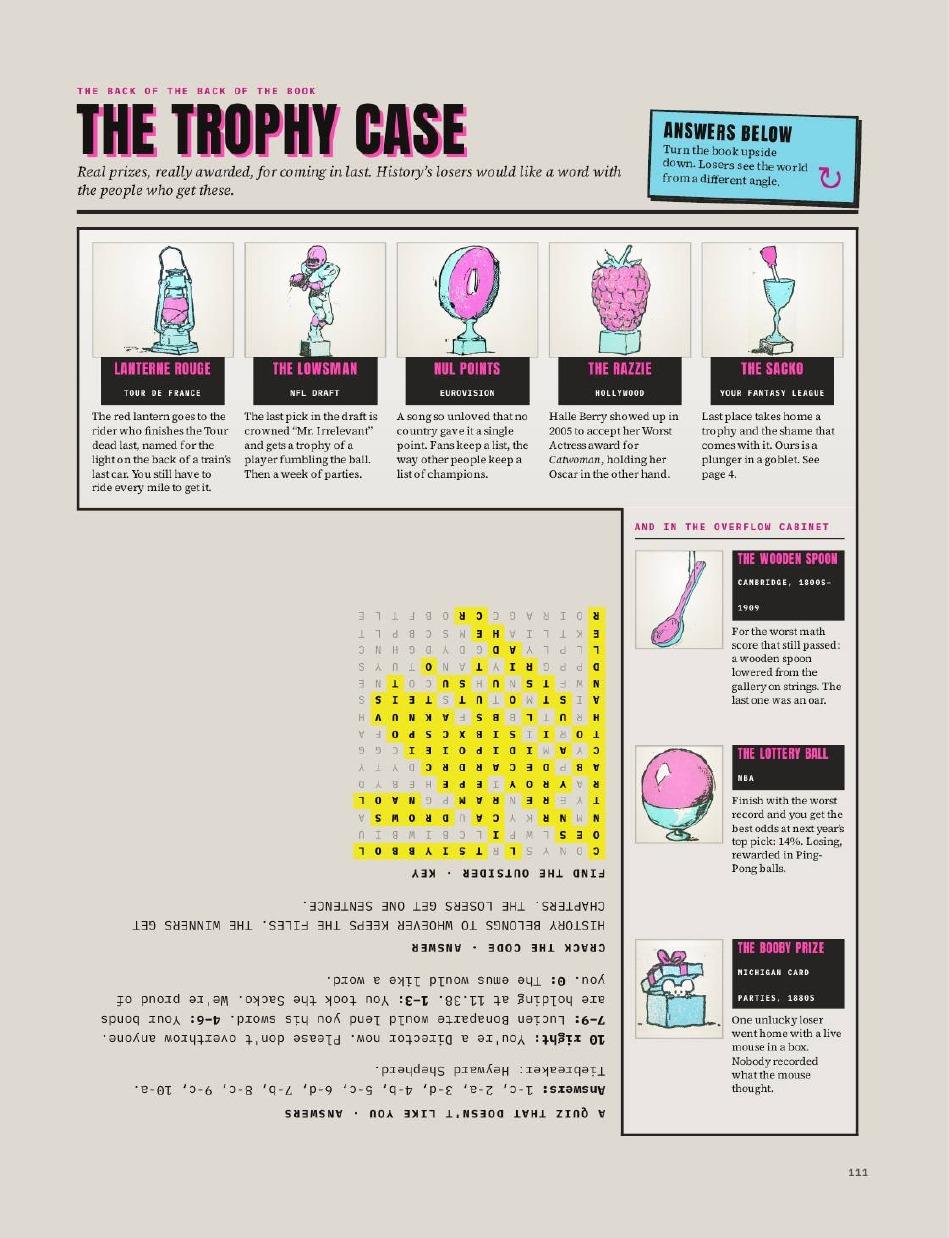 THE BACK OF THE BACK OF THE BOOK
THE TROPHY CASE
Real prizes, really awarded, for coming in last. History's losers would like a word with
the people who get these.
ANSWERS BELOW
Turn the book upside
down. Losers see the world
from a different angle.
LANTERNE ROUGE
TOUR DE FRANCE
The red lantern goes to the
rider who finishes the Tour
dead last, named for the
light on the back of a train's
last car. You still have to
ride every mile to get it.
THE LOWSMAN
NFL DRAFT
The last pick in the draft is
crowned “Mr. Irrelevant”
and gets a trophy of a
player fumbling the ball.
Then a week of parties.
NUL POINTS
EUROVISION
A song so unloved that no
country gave it a single
point. Fans keep a list, the
way other people keep a
list of champions.
THE RAZZIE
HOLLYWOOD
Halle Berry showed up in
2005 to accept her Worst
Actress award for
Catwoman, holding her
Oscar in the other hand.
THE SACKO
YOUR FANTASY LEAGUE
Last place takes home a
trophy and the shame that
comes with it. Ours is a
plunger in a goblet. See
page 4.
AND IN THE OVERFLOW CABINET
THE WOODEN SPOON
CAMBRIDGE, 1800S–
1909
For the worst math
score that still passed:
a wooden spoon
lowered from the
gallery on strings. The
last one was an oar.
THE LOTTERY BALL
NBA
Finish with the worst
record and you get the
best odds at next year's
top pick: 14%. Losing,
rewarded in Ping-
Pong balls.
THE BOOBY PRIZE
MICHIGAN CARD
PARTIES, 1880S
One unlucky loser
went home with a live
mouse in a box.
Nobody recorded
what the mouse
thought.
A QUIZ THAT DOESN'T LIKE YOU · ANSWERS
Answers: 1-c, 2-a, 3-d, 4-b, 5-c, 6-d, 7-b, 8-c, 9-c, 10-a.
Tiebreaker: Heyward Shepherd.
10 right: You're a Director now. Please don't overthrow anyone.
7–9: Lucien Bonaparte would lend you his sword. 4–6: Your bonds
are holding at 11.38. 1–3: You took the Sacko. We're proud of
you. 0: The emus would like a word.
CRACK THE CODE · ANSWER
HISTORY BELONGS TO WHOEVER KEEPS THE FILES. THE WINNERS GET
CHAPTERS. THE LOSERS GET ONE SENTENCE.
FIND THE OUTSIDER · KEY
111